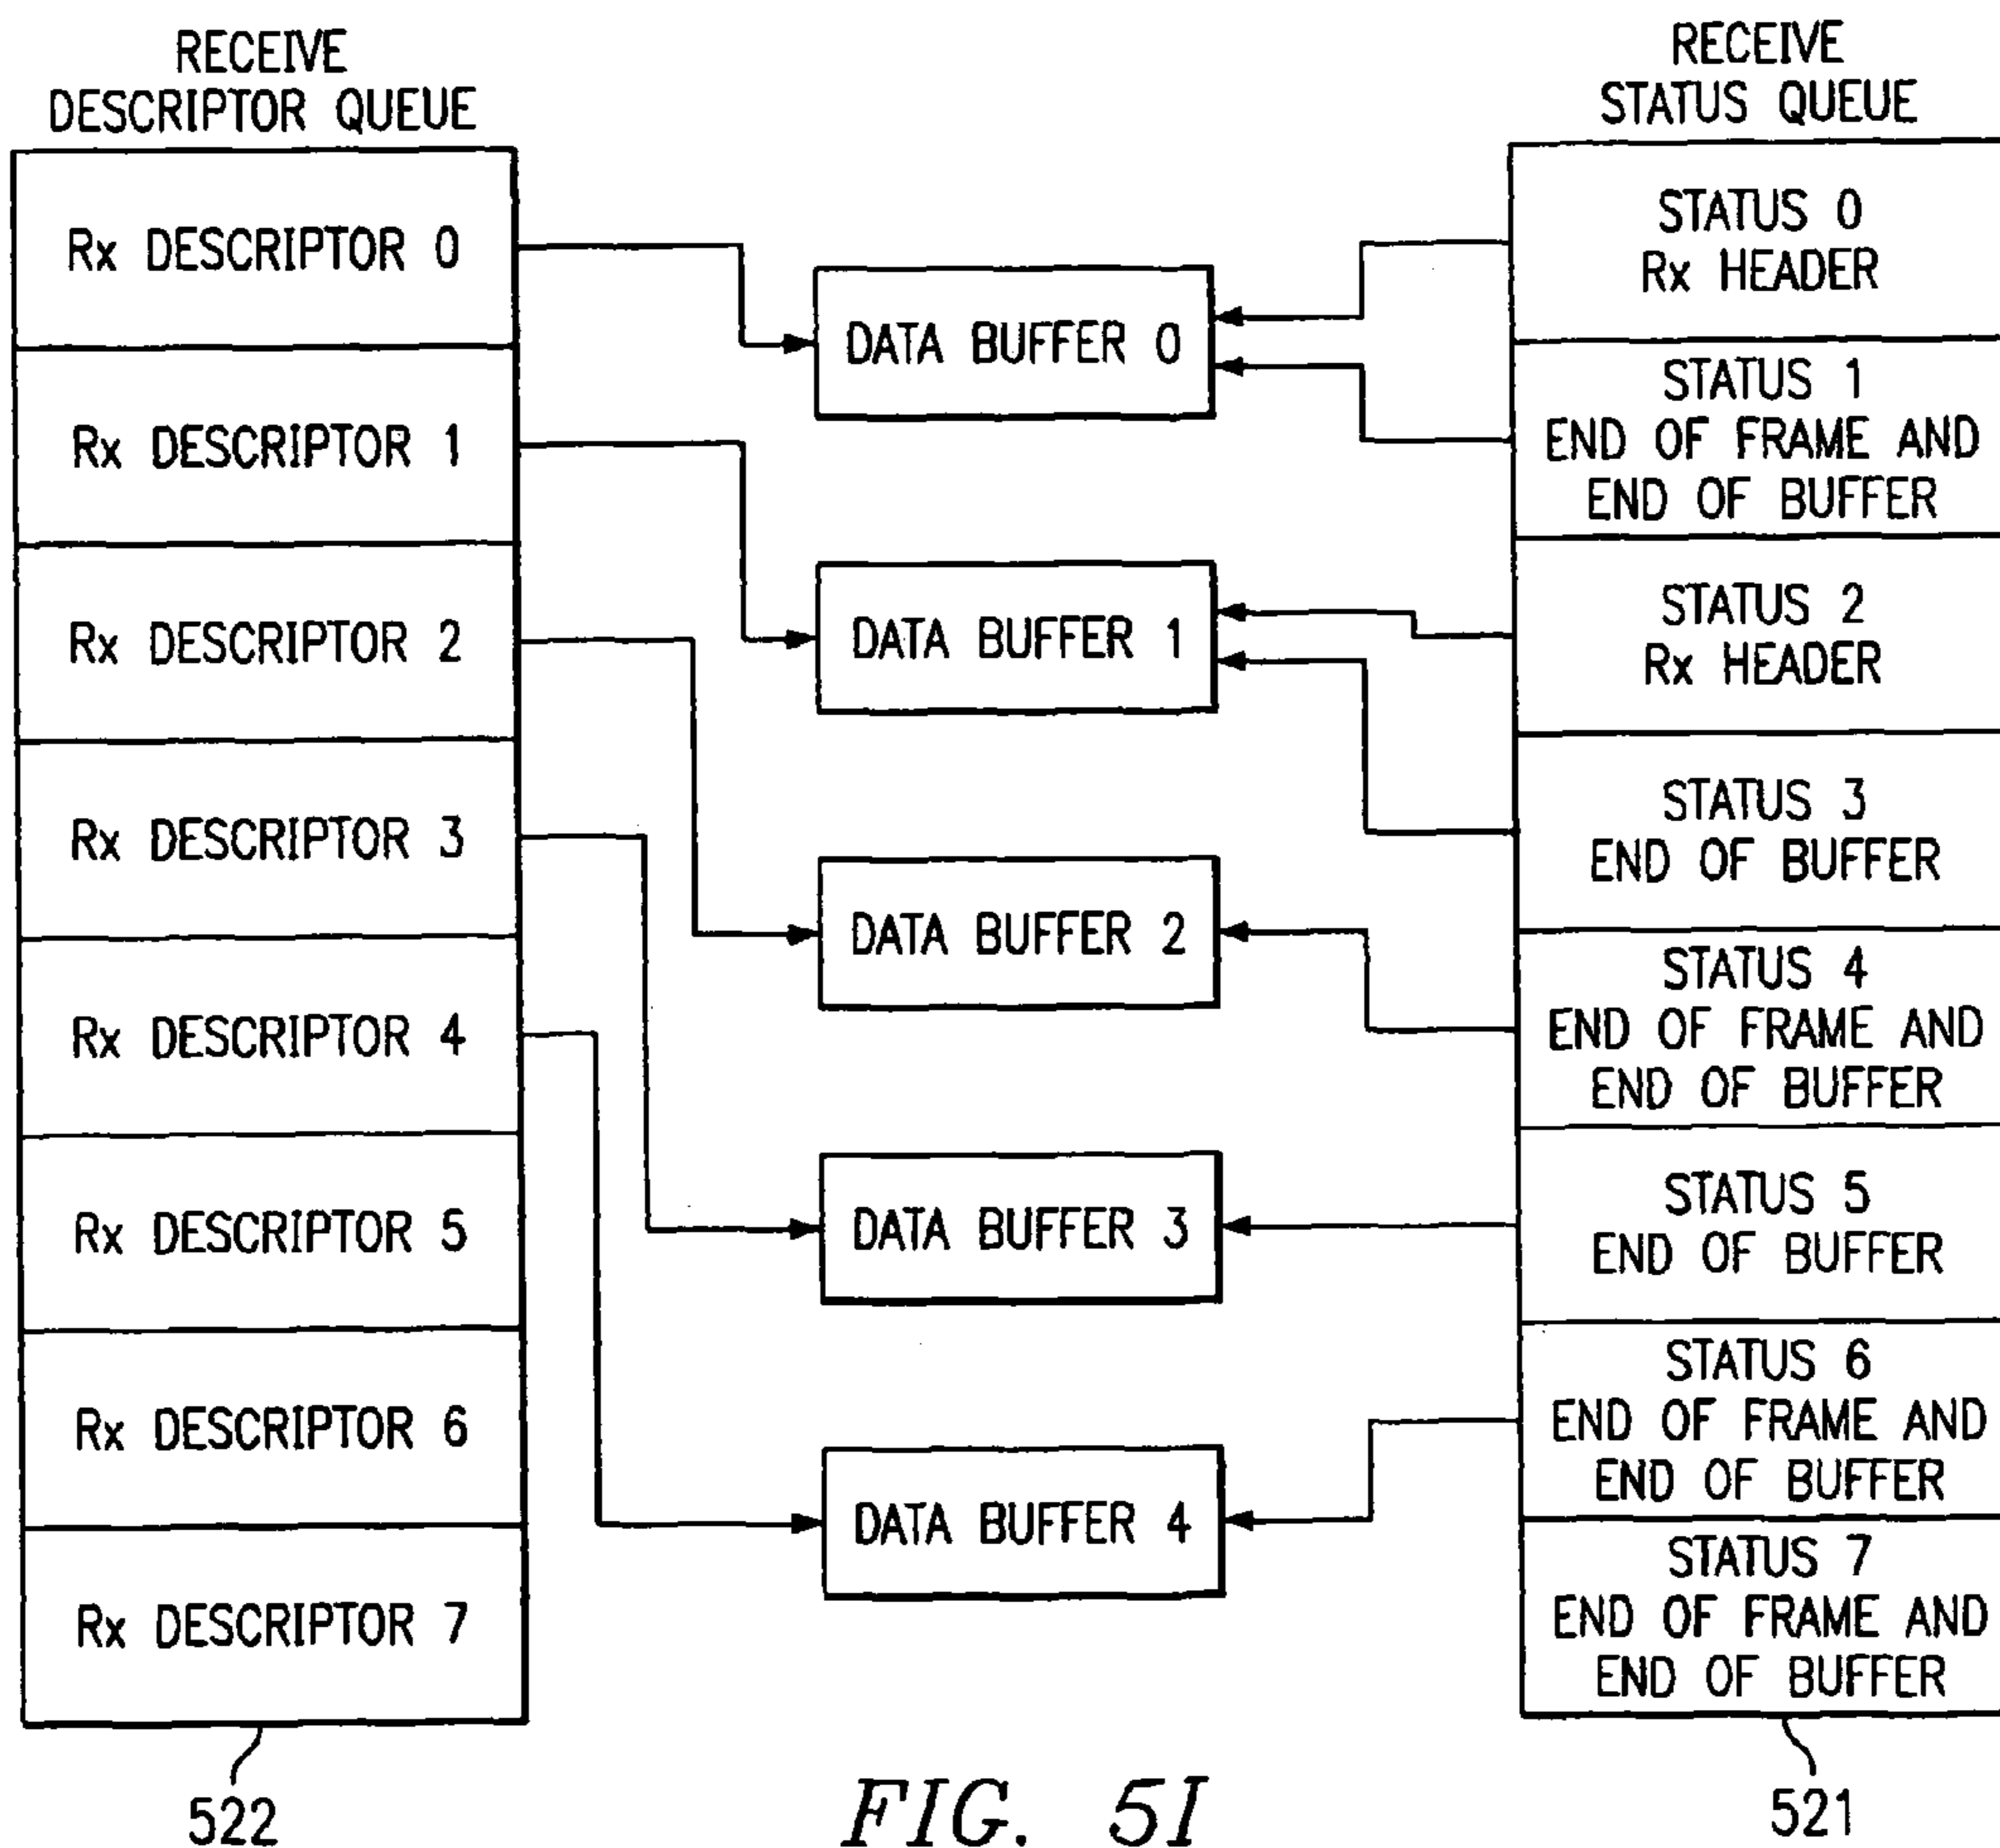 RECEIVE
DESCRIPTOR QUEUE
Rx DESCRIPTOR 0
Rx DESCRIPTOR 1
Rx DESCRIPTOR 2
Rx DESCRIPTOR 3
Rx DESCRIPTOR 4
Rx DESCRIPTOR 5
Rx DESCRIPTOR 6
Rx DESCRIPTOR 7
522
DATA BUFFER 0
DATA BUFFER 1
DATA BUFFER 2
DATA BUFFER 3
DATA BUFFER 4
RECEIVE
STATUS QUEUE
STATUS 0
Rx HEADER
STATUS 1
END OF FRAME AND
END OF BUFFER
STATUS 2
Rx HEADER
STATUS 3
END OF BUFFER
STATUS 4
END OF FRAME AND
END OF BUFFER
STATUS 5
END OF BUFFER
STATUS 6
END OF FRAME AND
END OF BUFFER
STATUS 7
END OF FRAME AND
END OF BUFFER
521
FIG. 5I